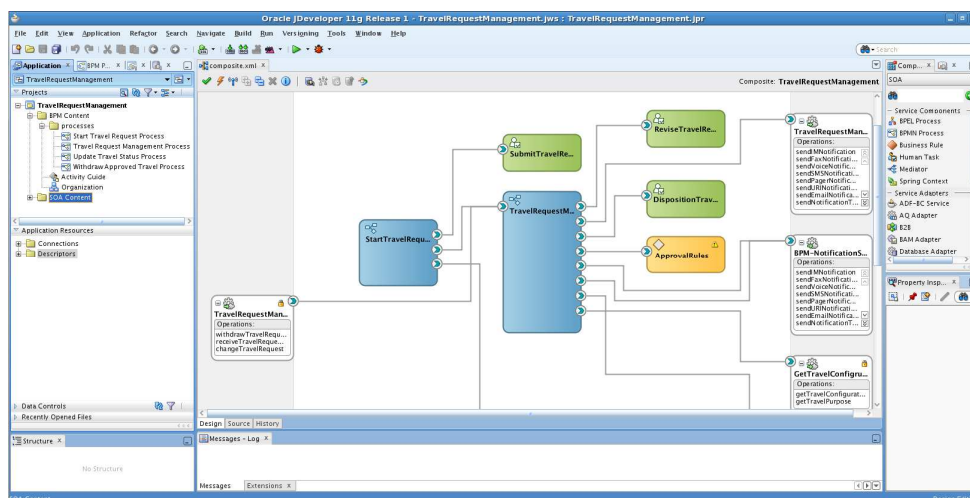 Oracle JDeveloper 11g Release 1 - TravelRequestManagement.jws : TravelRequestManagement.jpr
File Edit View Application Refactor Search Navigate Build Run Versioning Tools Window Help
Search
Application
BPM P...
composite.xml
Comp...
TravelRequestManagement
SOA
Projects
Composite: TravelRequestManagement
TravelRequestManagement
BPM Content
processes
Start Travel Request Process
Travel Request Management Process
Update Travel Status Process
Withdraw Approved Travel Process
Activity Guide
Organization
SOA Content
Application Resources
Connections
Descriptors
Data Controls
Recently Opened Files
Structure
No Structure
TravelRequestMan...
Operations:
withdrawTravelRequ...
receiveTravelReque...
changeTravelRequest
StartTravelRequ...
SubmitTravelRe...
TravelRequestM...
ReviseTravelRe...
DispositionTrav...
ApprovalRules
TravelRequestMan...
Operations:
sendIMNotification
sendFaxNotificati...
sendVoiceNotific...
sendSMSNotificati...
sendPagerNotific...
sendURINotificati...
sendEmailNotifica...
sendNotificationT...
BPM-NotificationS...
Operations:
sendIMNotification
sendFaxNotificati...
sendVoiceNotific...
sendSMSNotificati...
sendPagerNotific...
sendURINotificati...
sendEmailNotifica...
sendNotificationT...
GetTravelConfigru...
Operations:
getTravelConfigurat...
getTravelPurpose
Design Source History
Messages - Log
Messages Extensions
Service Components
BPEL Process
BPMN Process
Business Rule
Human Task
Mediator
Spring Context
Service Adapters
ADF-BC Service
AQ Adapter
B2B
BAM Adapter
Database Adapter
Property Insp...